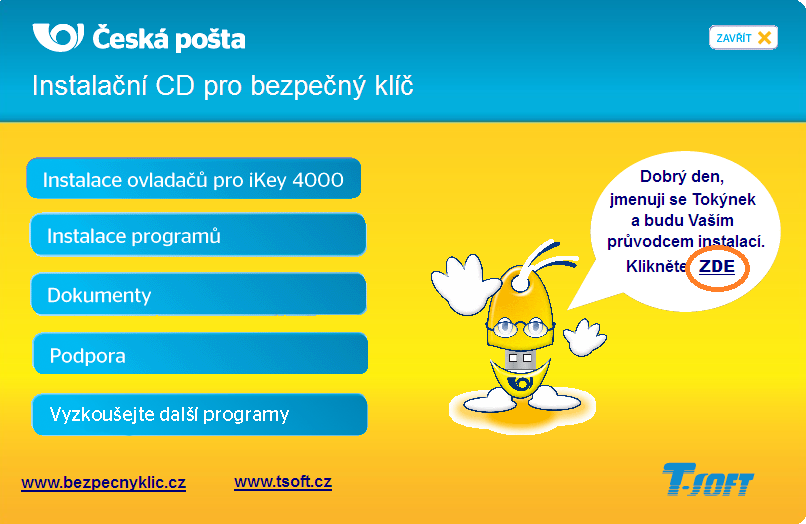 Česká pošta
ZAVŘÍT
Instalační CD pro bezpečný klíč
Instalace ovladačů pro iKey 4000
Instalace programů
Dokumenty
Podpora
Vyzkoušejte další programy
Dobrý den,
jmenuji se Tokýnek
a budu Vaším
průvodcem instalací.
Klikněte ZDE
www.bezpecnyklic.cz
www.tsoft.cz
T-SOFT